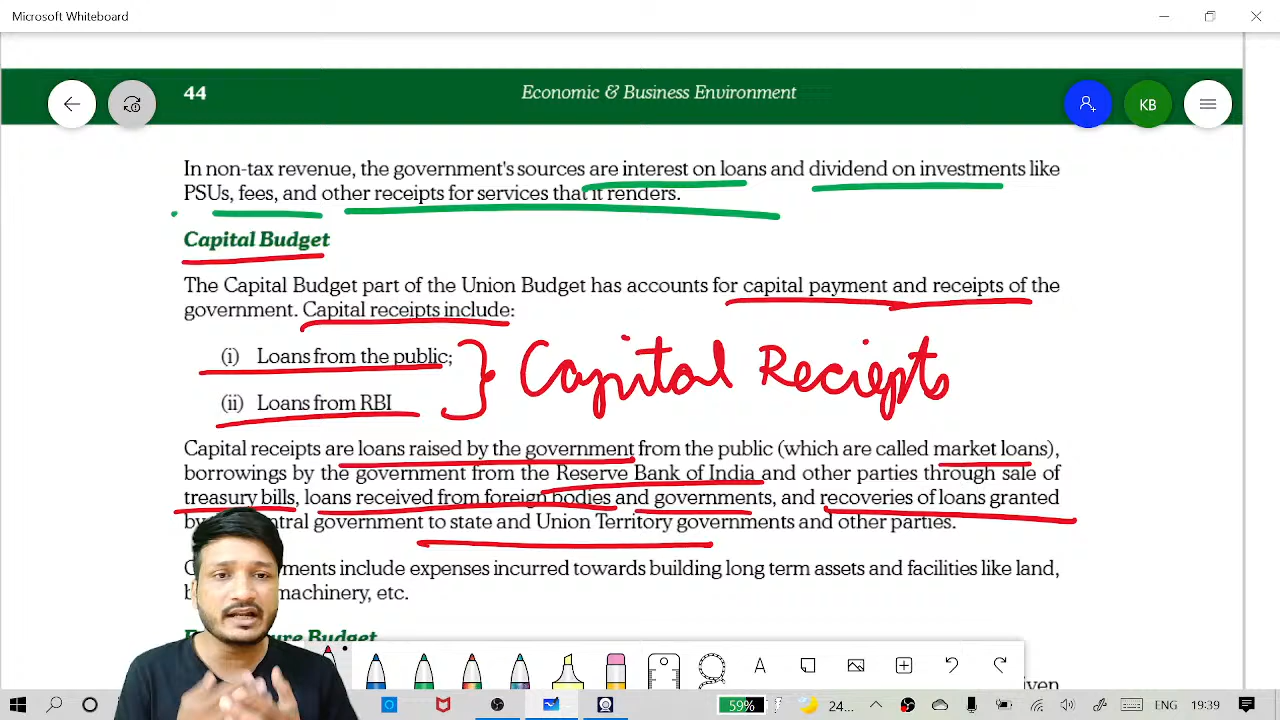 Microsoft Whiteboard
44
Economic & Business Environment
KB
In non-tax revenue, the government's sources are interest on loans and dividend on investments like
PSUs, fees, and other receipts for services that it renders.
Capital Budget
The Capital Budget part of the Union Budget has accounts for capital payment and receipts of the
government. Capital receipts include:
(i) Loans from the public;
(ii) Loans from RBI
Capital Reciepts
Capital receipts are loans raised by the government from the public (which are called market loans),
borrowings by the government from the Reserve Bank of India and other parties through sale of
treasury bills, loans received from foreign bodies and governments, and recoveries of loans granted
government to state and Union Territory governments and other parties.
include expenses incurred towards building long term assets and facilities like land,
machinery, etc.
Budget
A
59%
24...
ENG
19:39